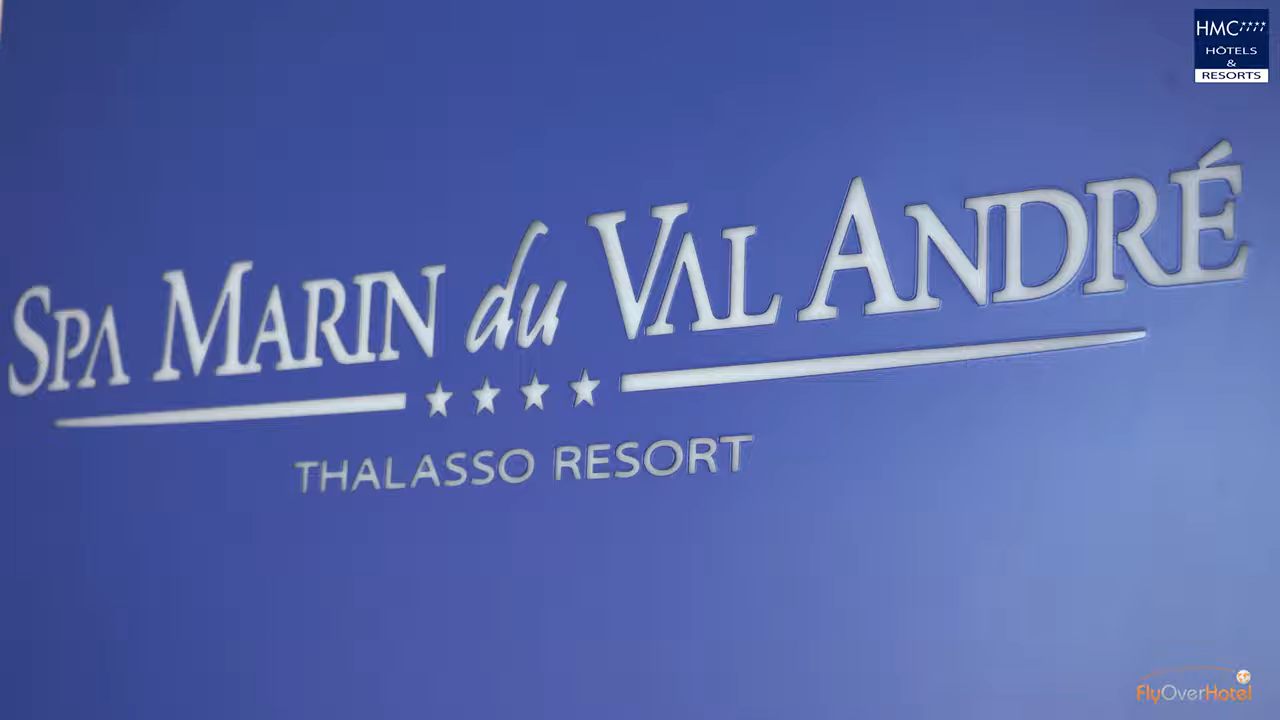 HMC****
HÔTELS
&
RESORTS
SPA MARIN du VAL ANDRÉ
THALASSO RESORT
FlyOverHotel